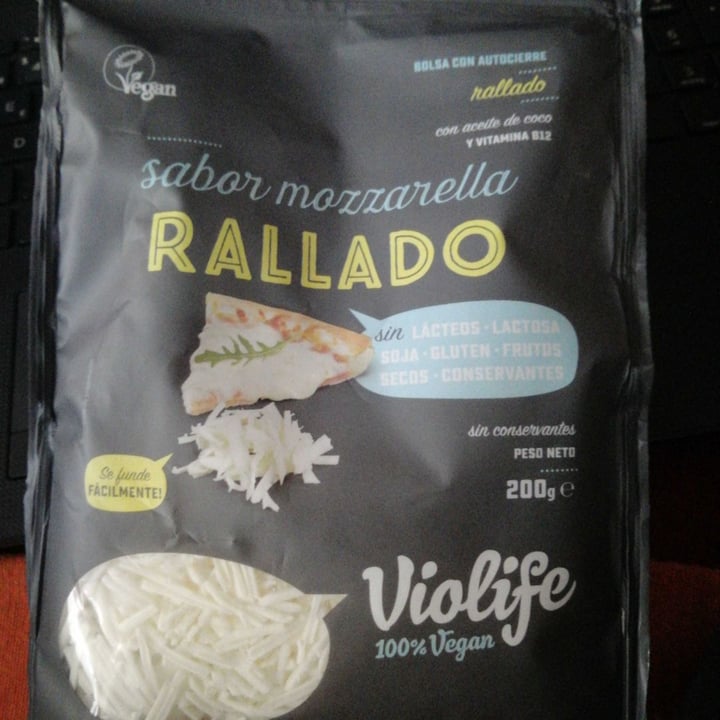 Vegan
BOLSA CON AUTOCIERRE
rallado
con aceite de coco
Y VITAMINA B12
sabor mozzarella
RALLADO
sin LÁCTEOS · LACTOSA
SOJA · GLUTEN · FRUTOS
SECOS · CONSERVANTES
sin conservantes
PESO NETO
200g e
Se funde
FÁCILMENTE!
Violife
100% Vegan